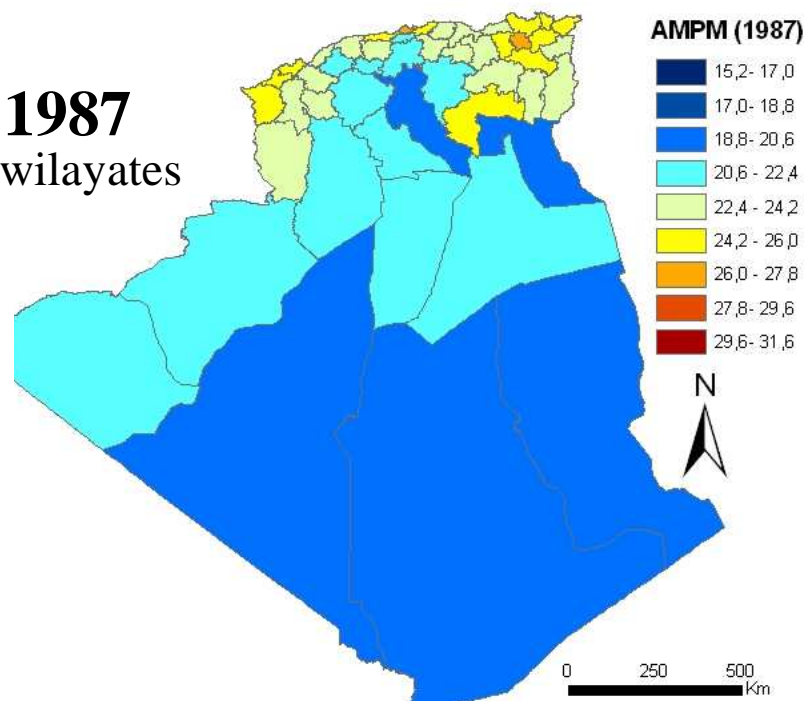 1987
wilayates
AMPM (1987)
15,2- 17,0
17,0 - 18,8
18,8- 20,6
20,6 - 22,4
22,4 - 24,2
24,2 - 26,0
26,0 - 27,8
27,8- 29,6
29,6- 31,6
N
0 250 500
Km